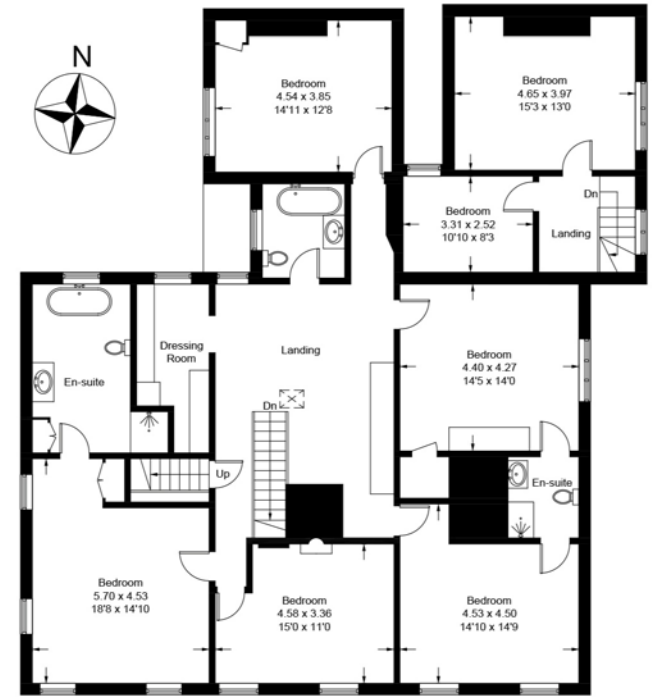 N
Bedroom
4.54 x 3.85
14'11 x 12'8
Bedroom
4.65 x 3.97
15'3 x 13'0
Bedroom
3.31 x 2.52
10'10 x 8'3
Dn
Landing
Dressing
Room
En-suite
Landing
Dn
Bedroom
4.40 x 4.27
14'5 x 14'0
Up
En-suite
Bedroom
5.70 x 4.53
18'8 x 14'10
Bedroom
4.58 x 3.36
15'0 x 11'0
Bedroom
4.53 x 4.50
14'10 x 14'9